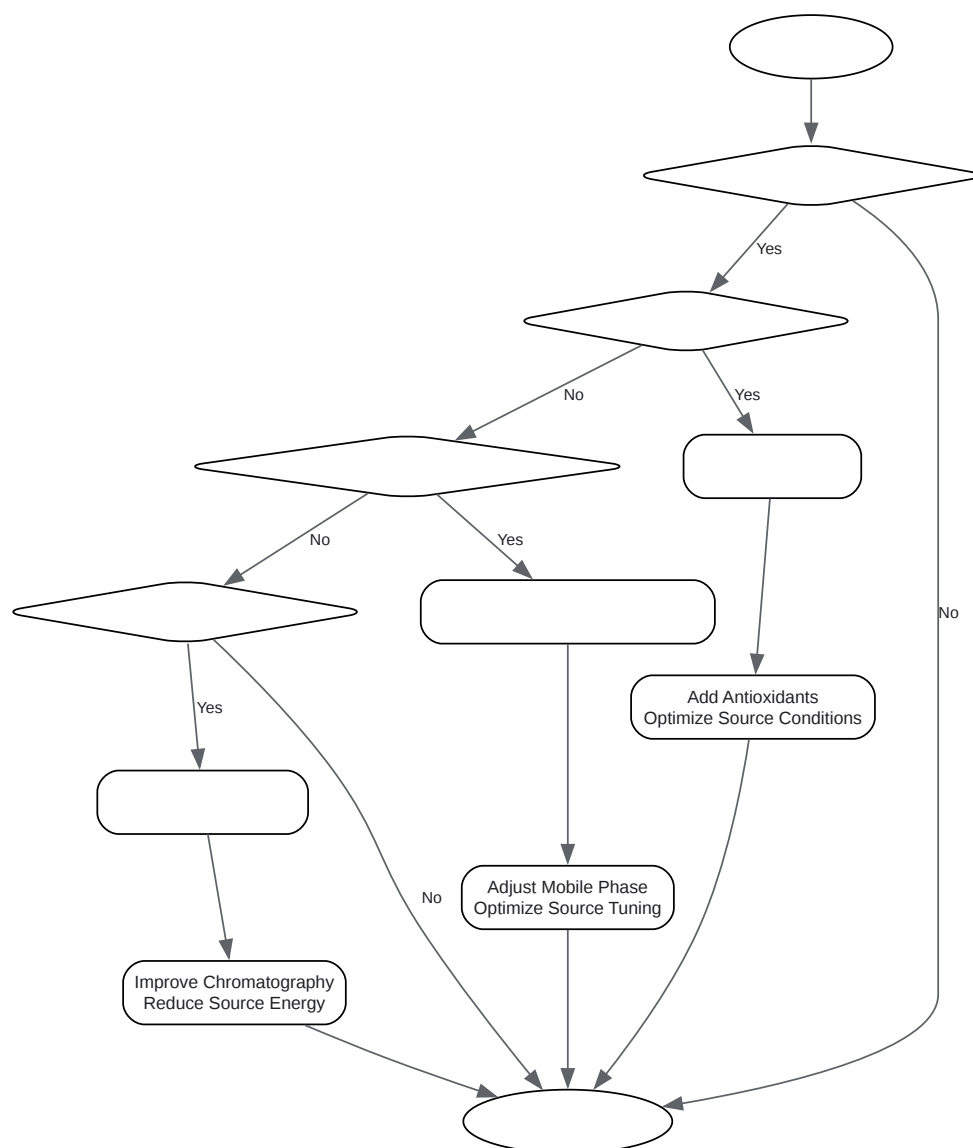 Yes
No
Yes
No
Yes
No
Yes
Add Antioxidants
Optimize Source Conditions
No
Adjust Mobile Phase
Optimize Source Tuning
Improve Chromatography
Reduce Source Energy